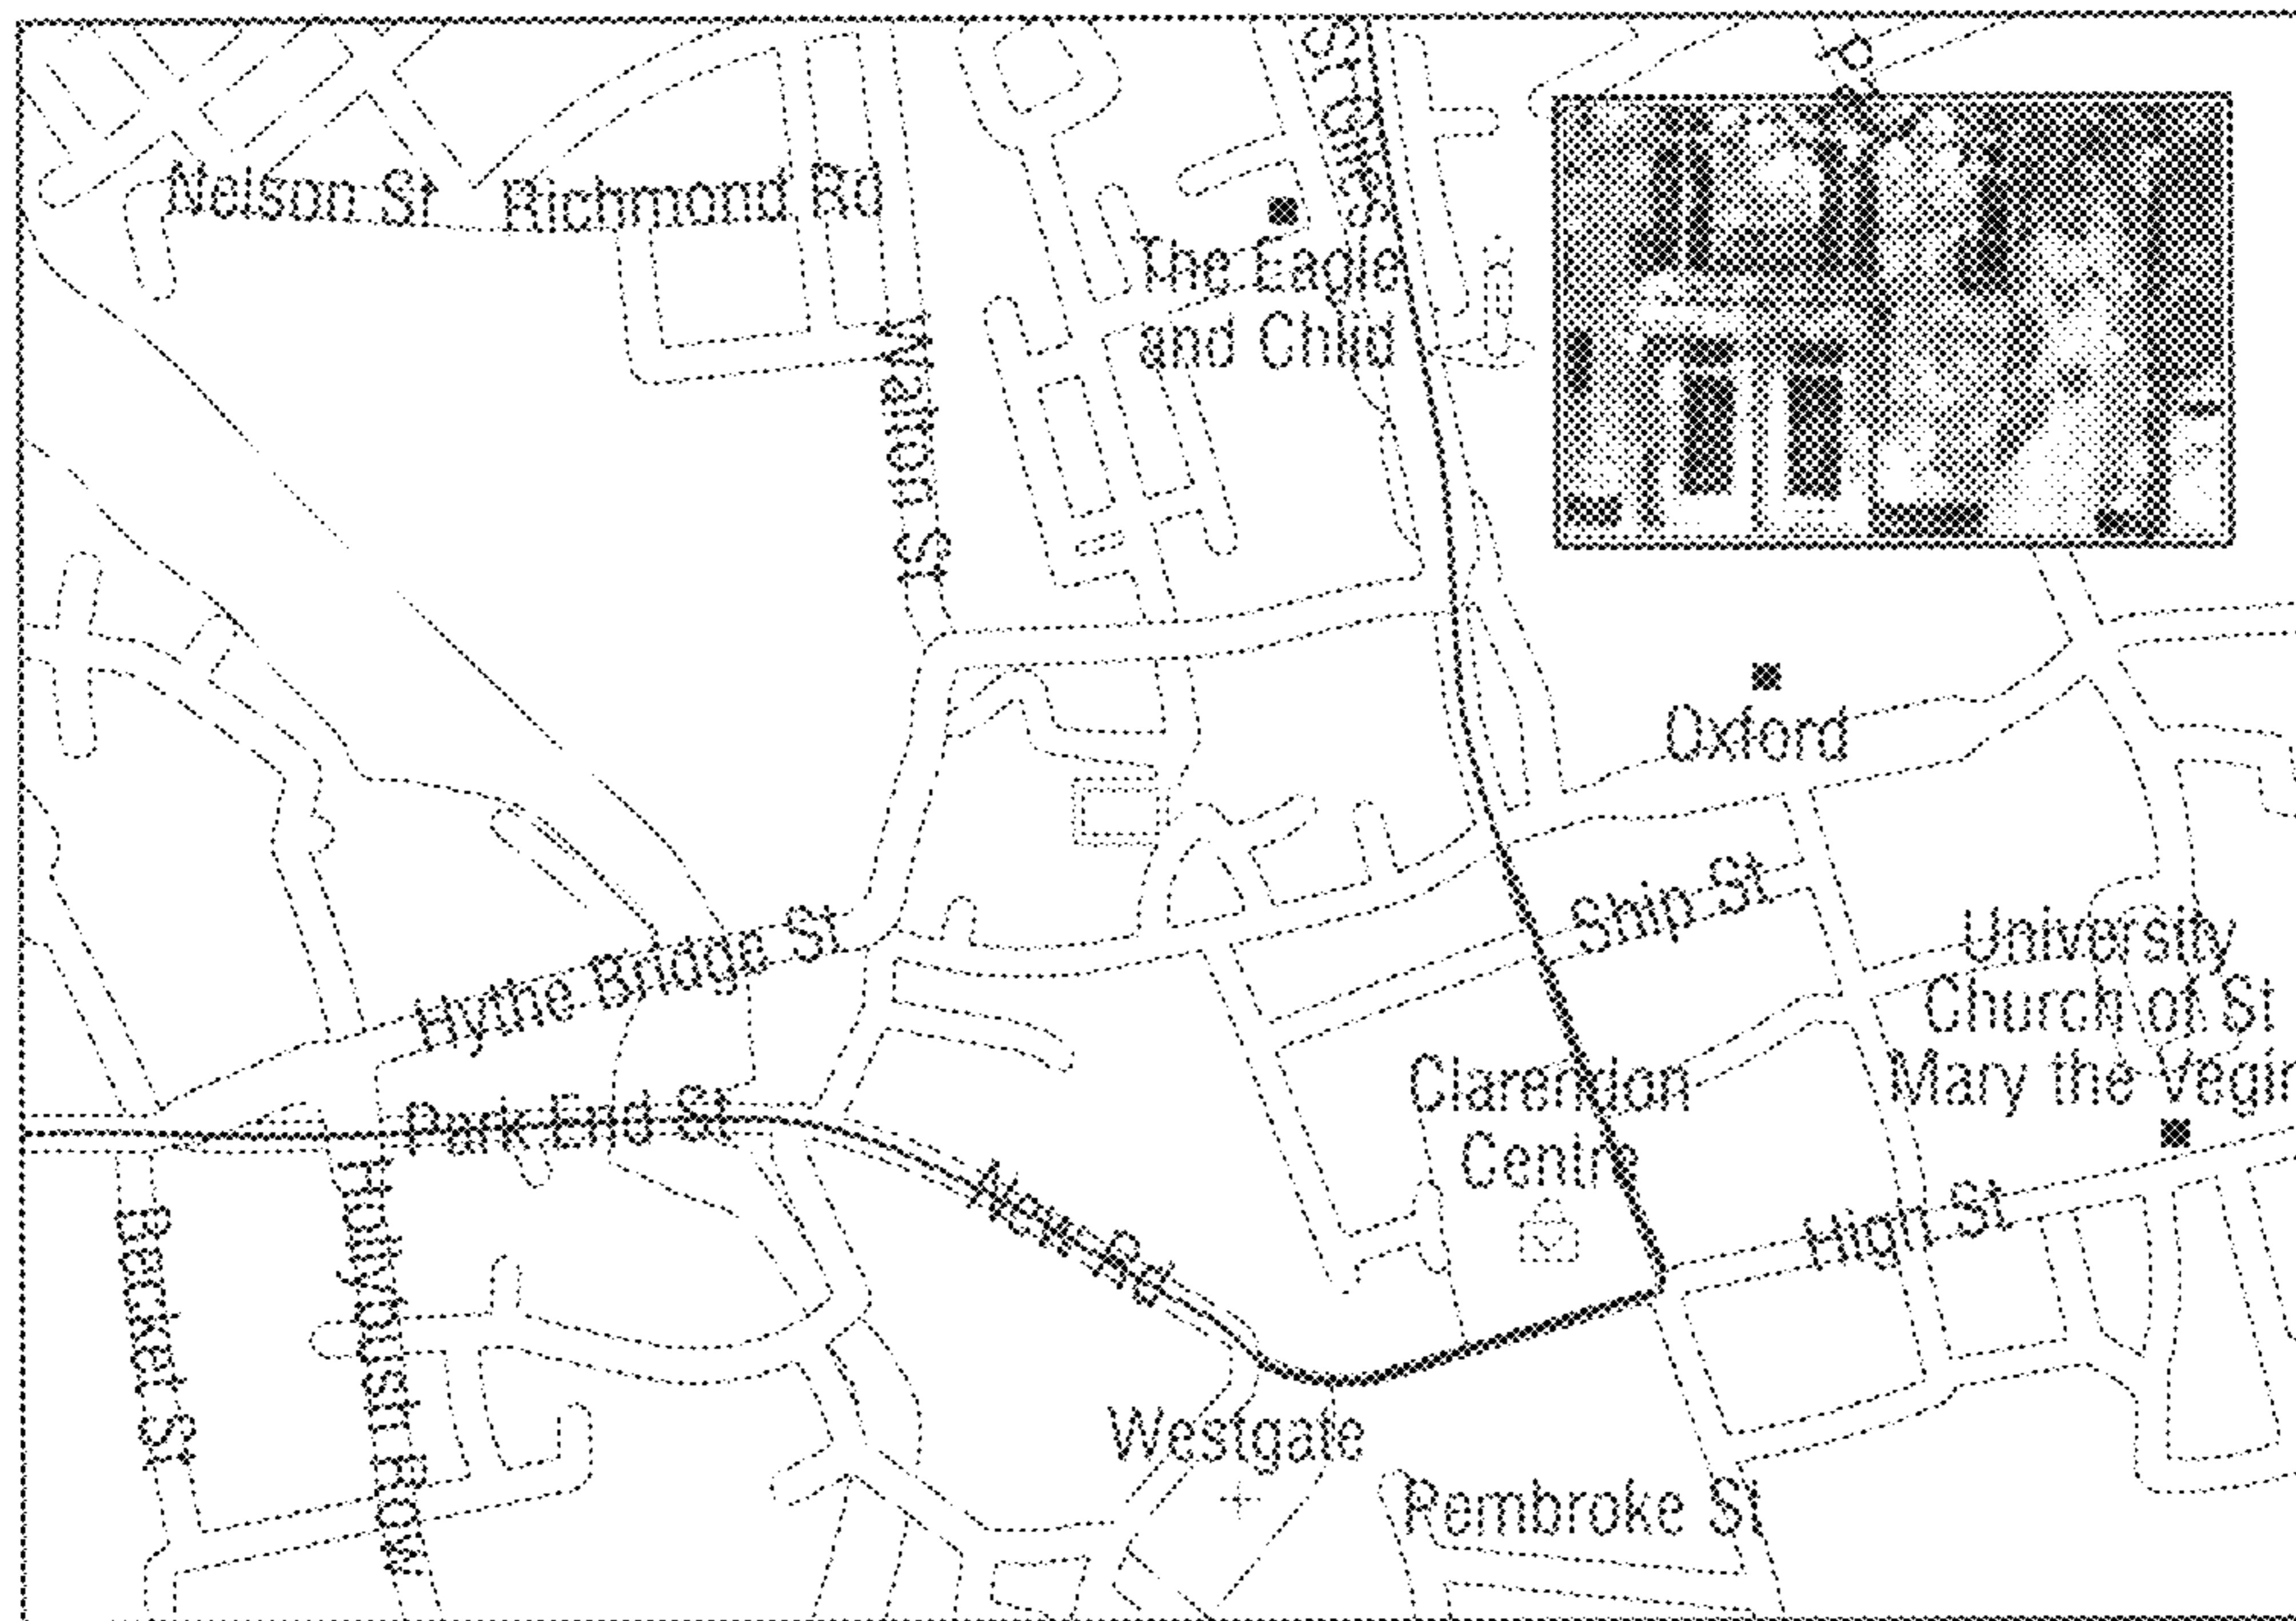 St Giles
Nelson St
Richmond Rd
The Eagle
and Child
Walton St
Oxford
Ship St
University
Church of St
Mary the Vegin
Hythe Bridge St
Clarendon
Centre
Park End St
New Rd
High St
Becket St
Hollybush Row
Westgate
Pembroke St